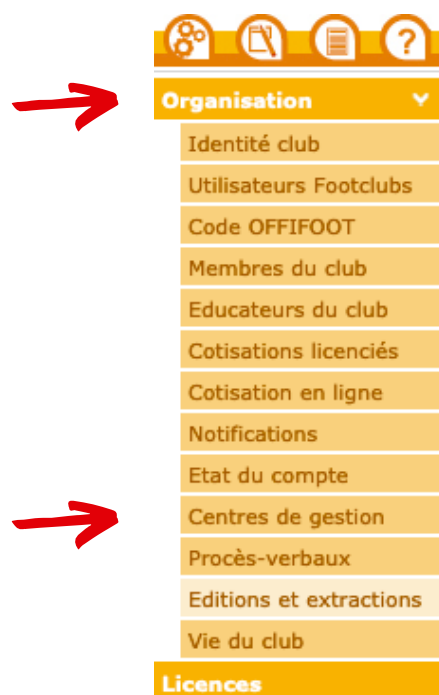 ?
Organisation
Identité club
Utilisateurs Footclubs
Code OFFIFOOT
Membres du club
Educateurs du club
Cotisations licenciés
Cotisation en ligne
Notifications
Etat du compte
Centres de gestion
Procès-verbaux
Editions et extractions
Vie du club
Licences